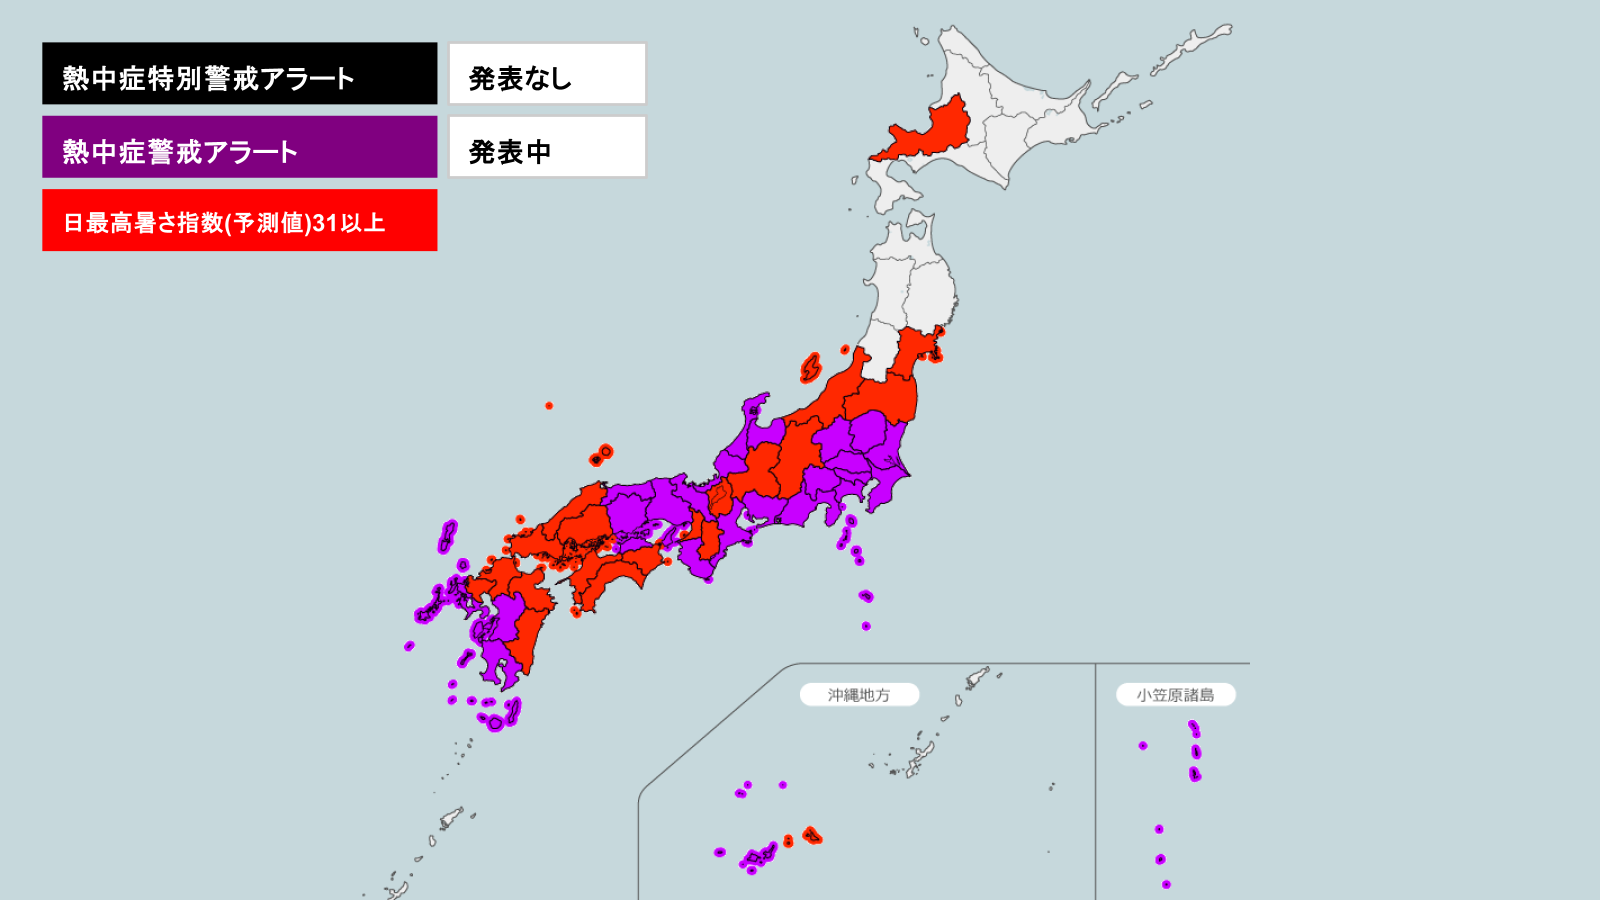 熱中症特別警戒アラート 発表なし
熱中症警戒アラート 発表中
日最高暑さ指数(予測値)31以上
沖縄地方
小笠原諸島